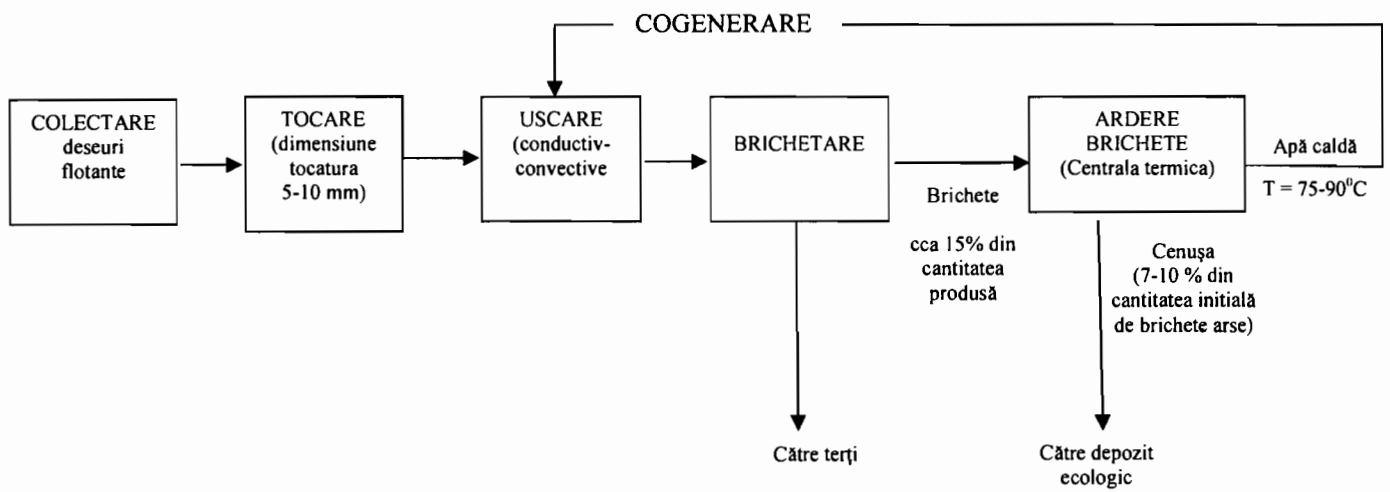 COGENERARE
COLECTARE
deseuri
flotante
TOCARE
(dimensiune
tocatura
5-10 mm)
USCARE
(conductiv-
convective
BRICHETARE
Brichete
cca 15% din
cantitatea
produsă
ARDERE
BRICHETE
(Centrala termica)
Apă caldă
T = 75-90⁰C
Cenușa
(7-10 % din
cantitatea initială
de brichete arse)
Către terți
Către depozit
ecologic